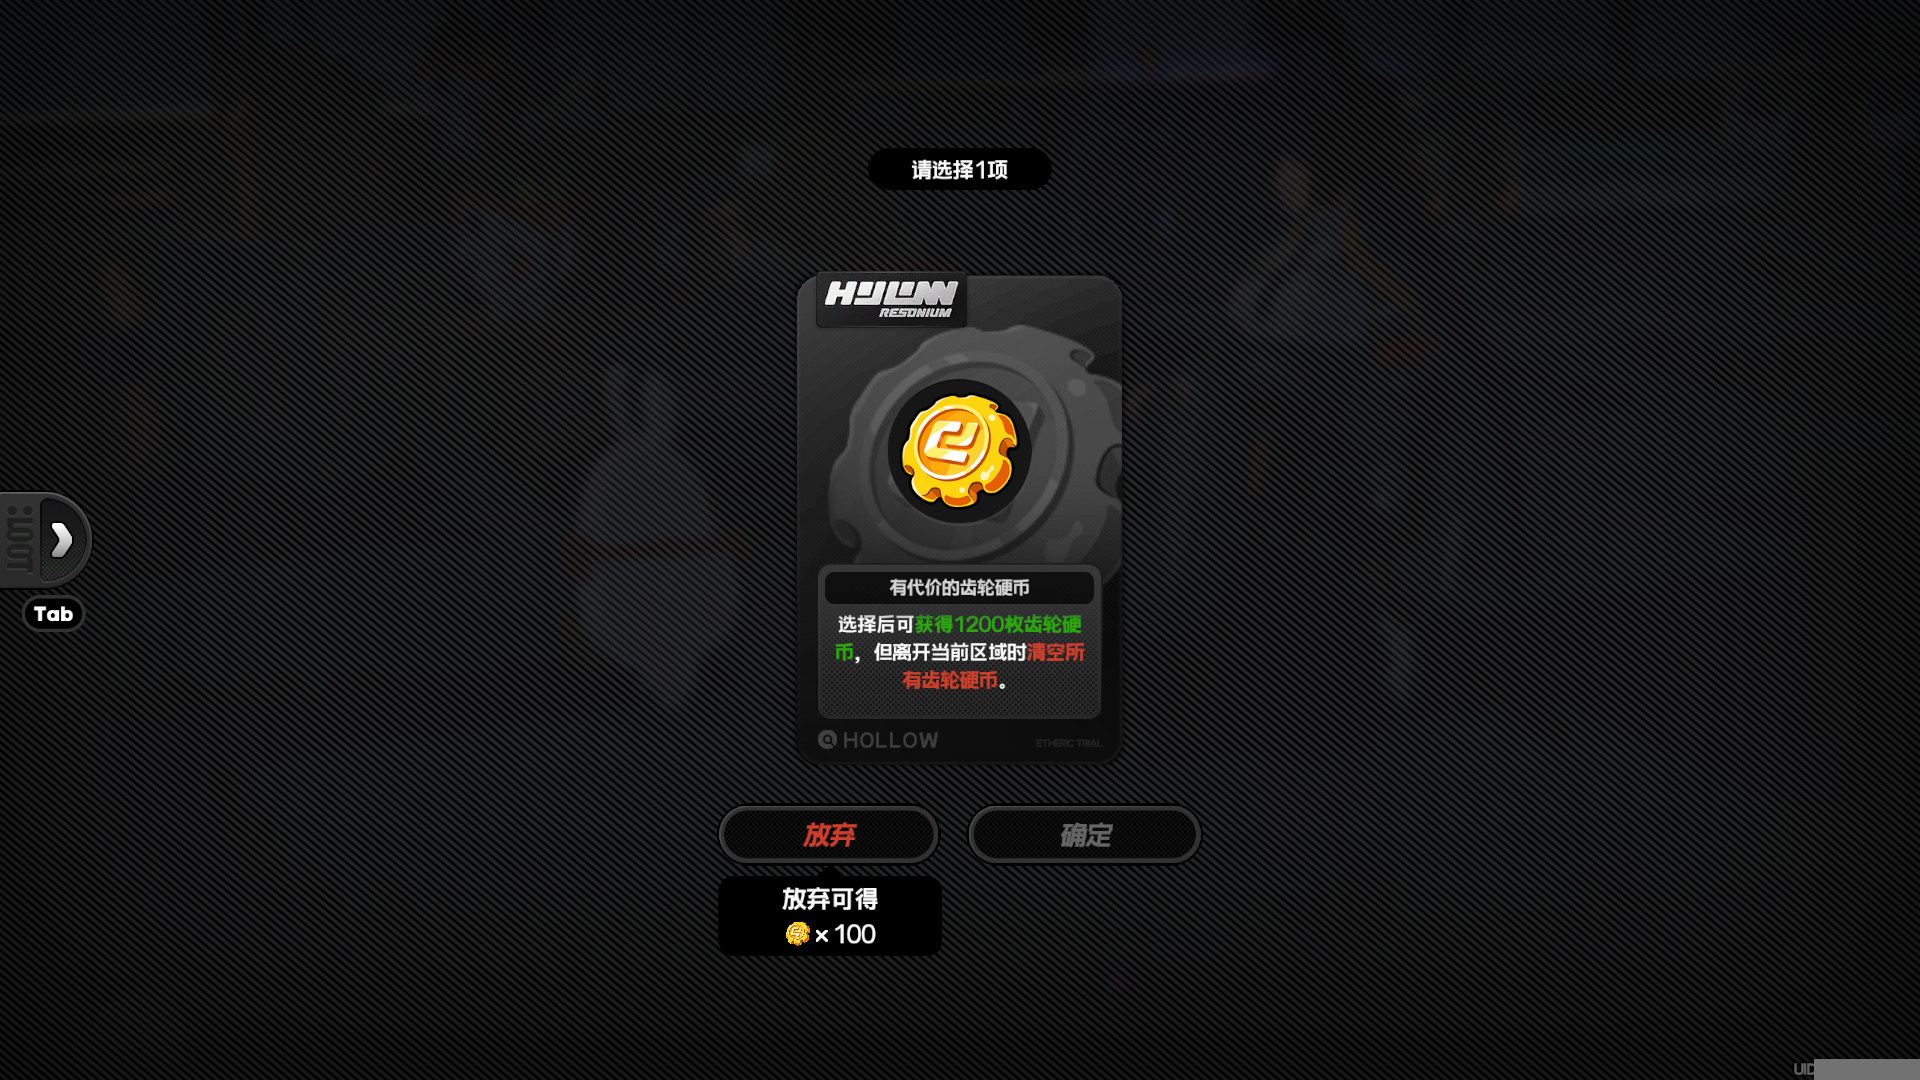 请选择1项
HOLLOW
RESONIUM
有代价的齿轮硬币
选择后可获得1200枚齿轮硬
币，但离开当前区域时清空所
有齿轮硬币。
HOLLOW
ETHERIC TRIAL
Tab
放弃
确定
放弃可得
×100
UID